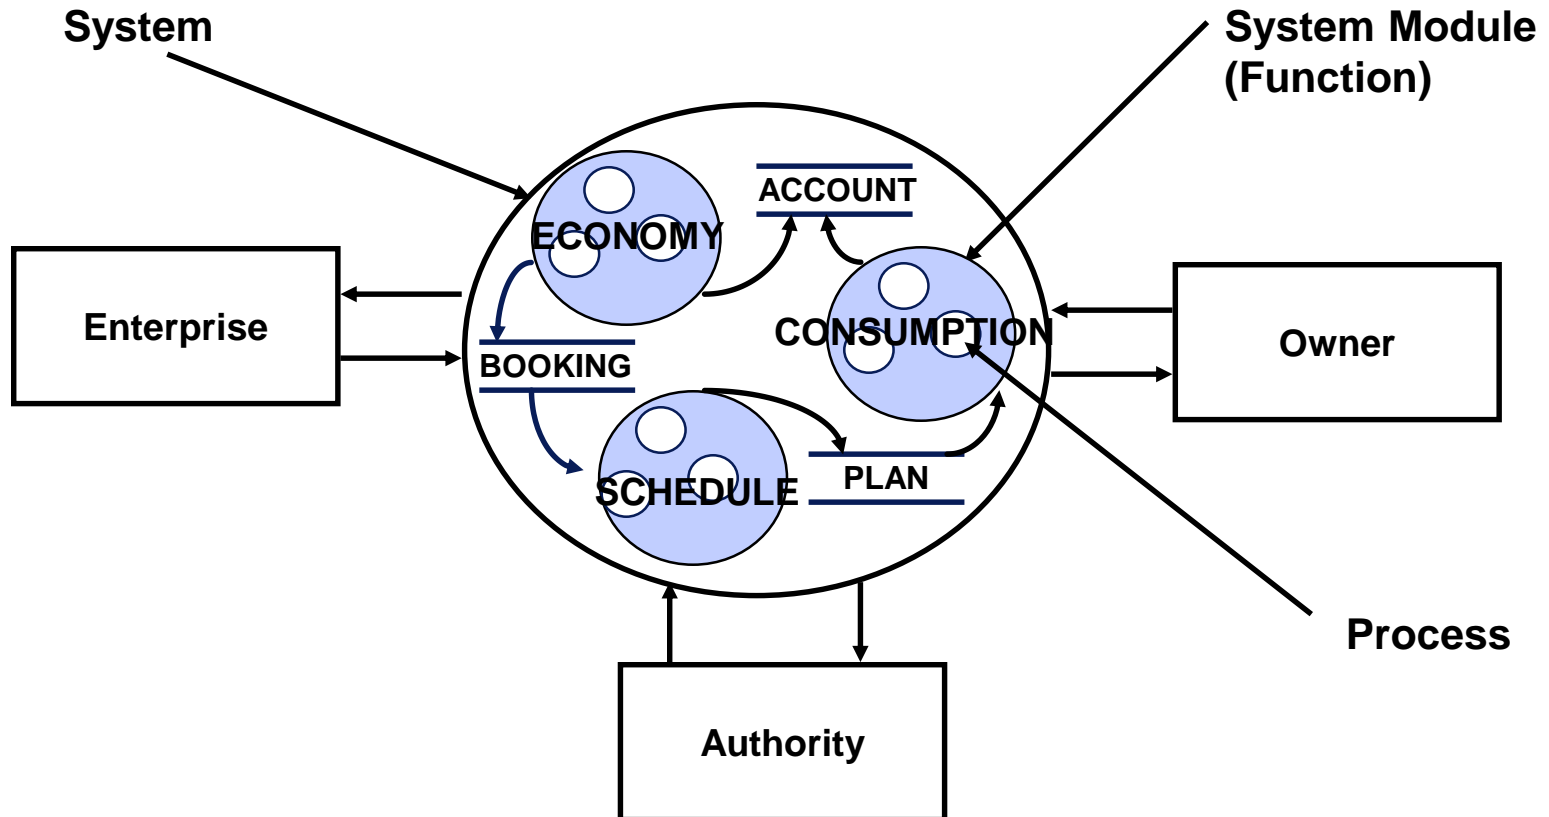 System
System Module
(Function)
ACCOUNT
ECONOMY
Enterprise
CONSUMPTION
Owner
BOOKING
PLAN
SCHEDULE
Process
Authority